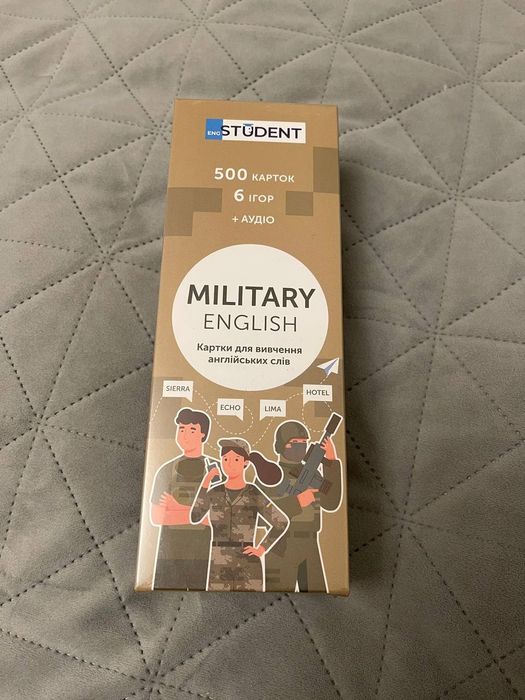 ENG STUDENT
500 КАРТОК
6 ІГОР
+ АУДІО
MILITARY
ENGLISH
Картки для вивчення
англійських слів
SIERRA
ECHO
LIMA
HOTEL